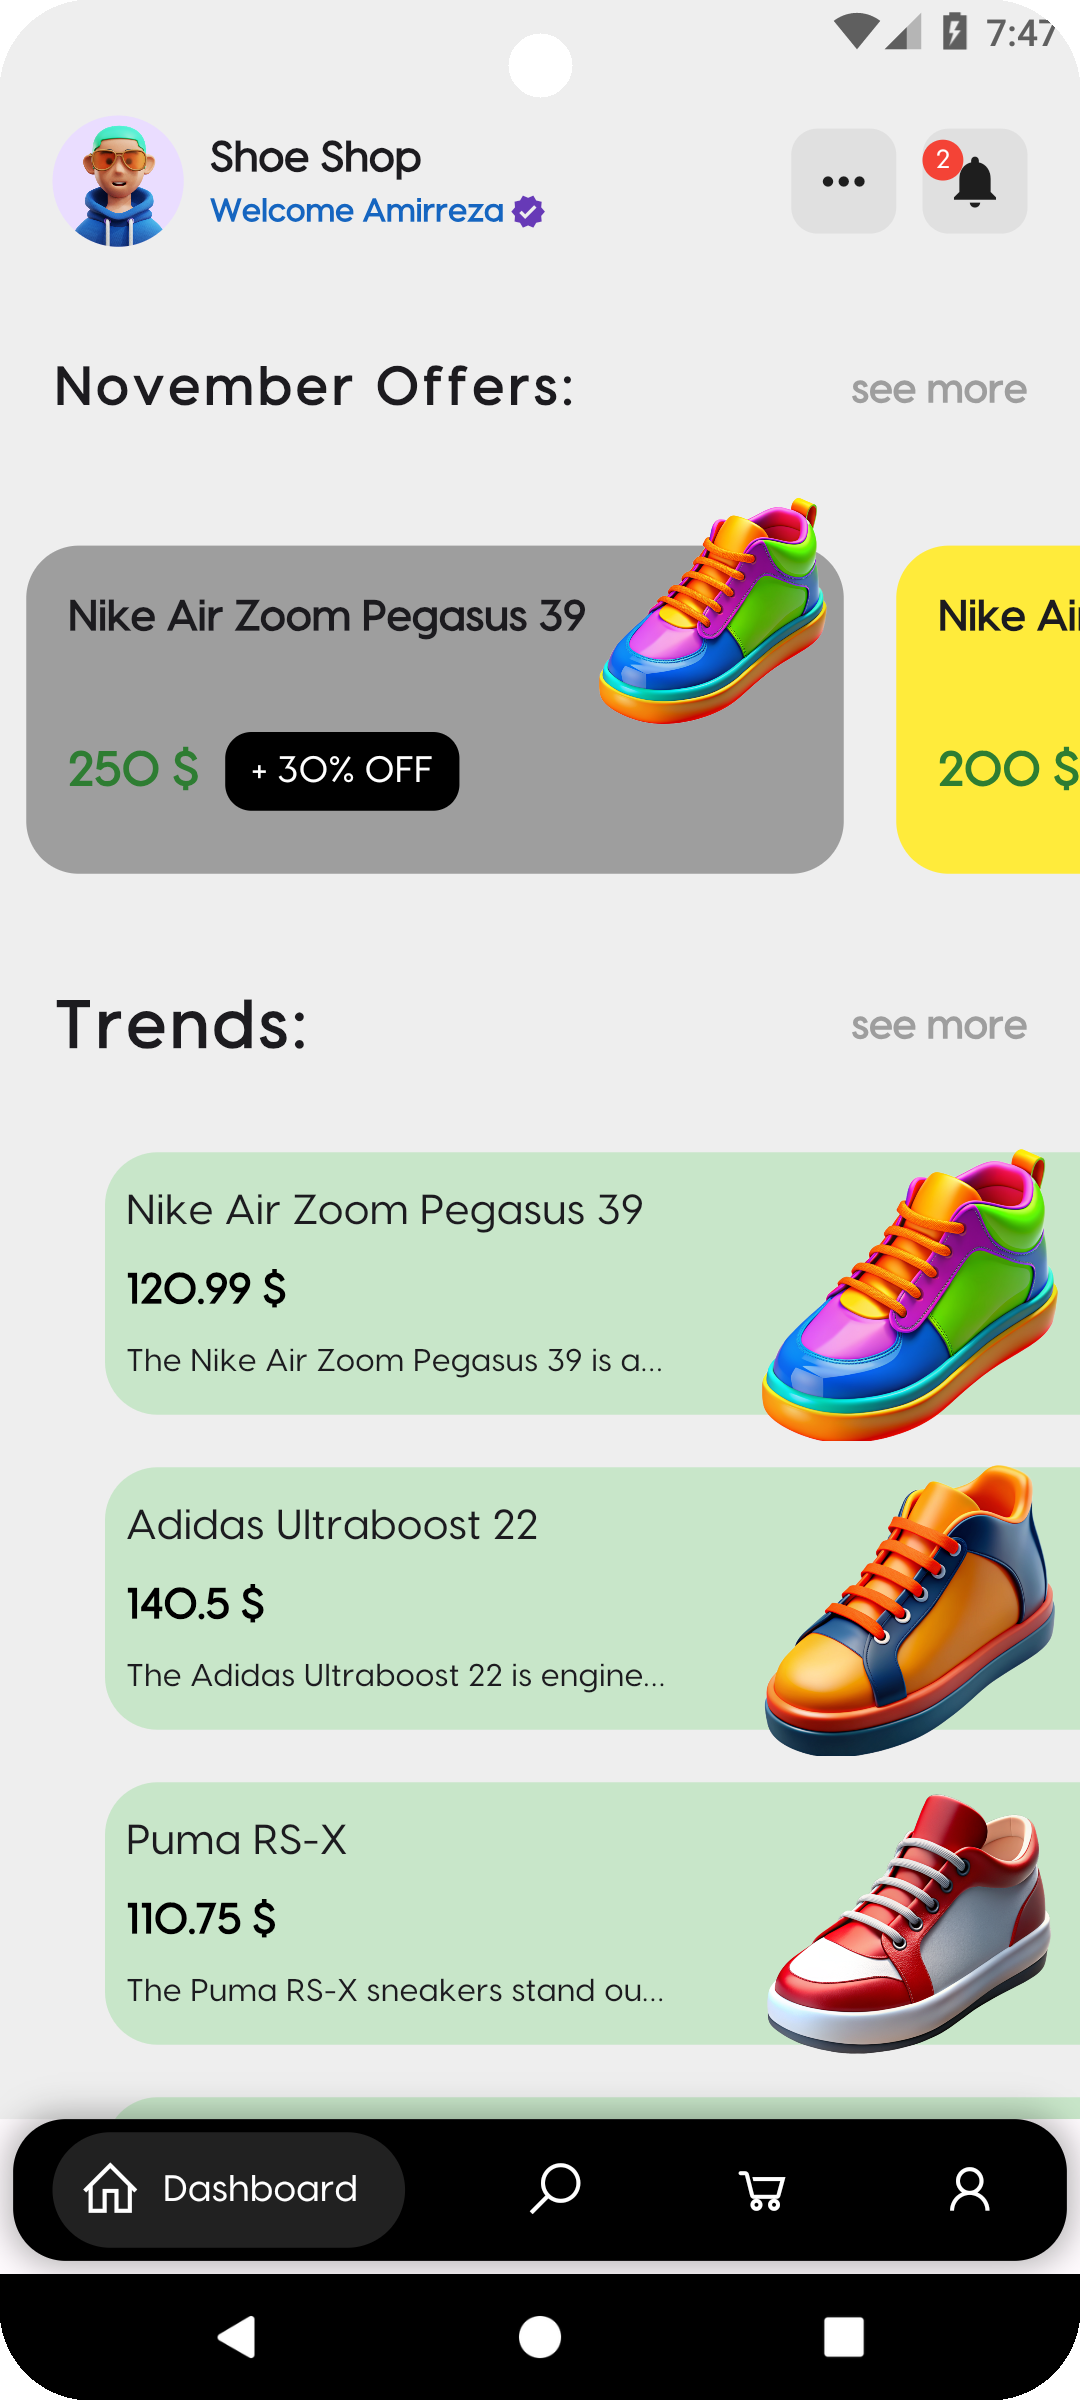 7:47
Shoe Shop
Welcome Amirreza
2
November Offers:
see more
Nike Air Zoom Pegasus 39
250 $
+ 30% OFF
Nike Air
200 $
Trends:
see more
Nike Air Zoom Pegasus 39
120.99 $
The Nike Air Zoom Pegasus 39 is a...
Adidas Ultraboost 22
140.5 $
The Adidas Ultraboost 22 is engine...
Puma RS-X
110.75 $
The Puma RS-X sneakers stand ou...
Dashboard